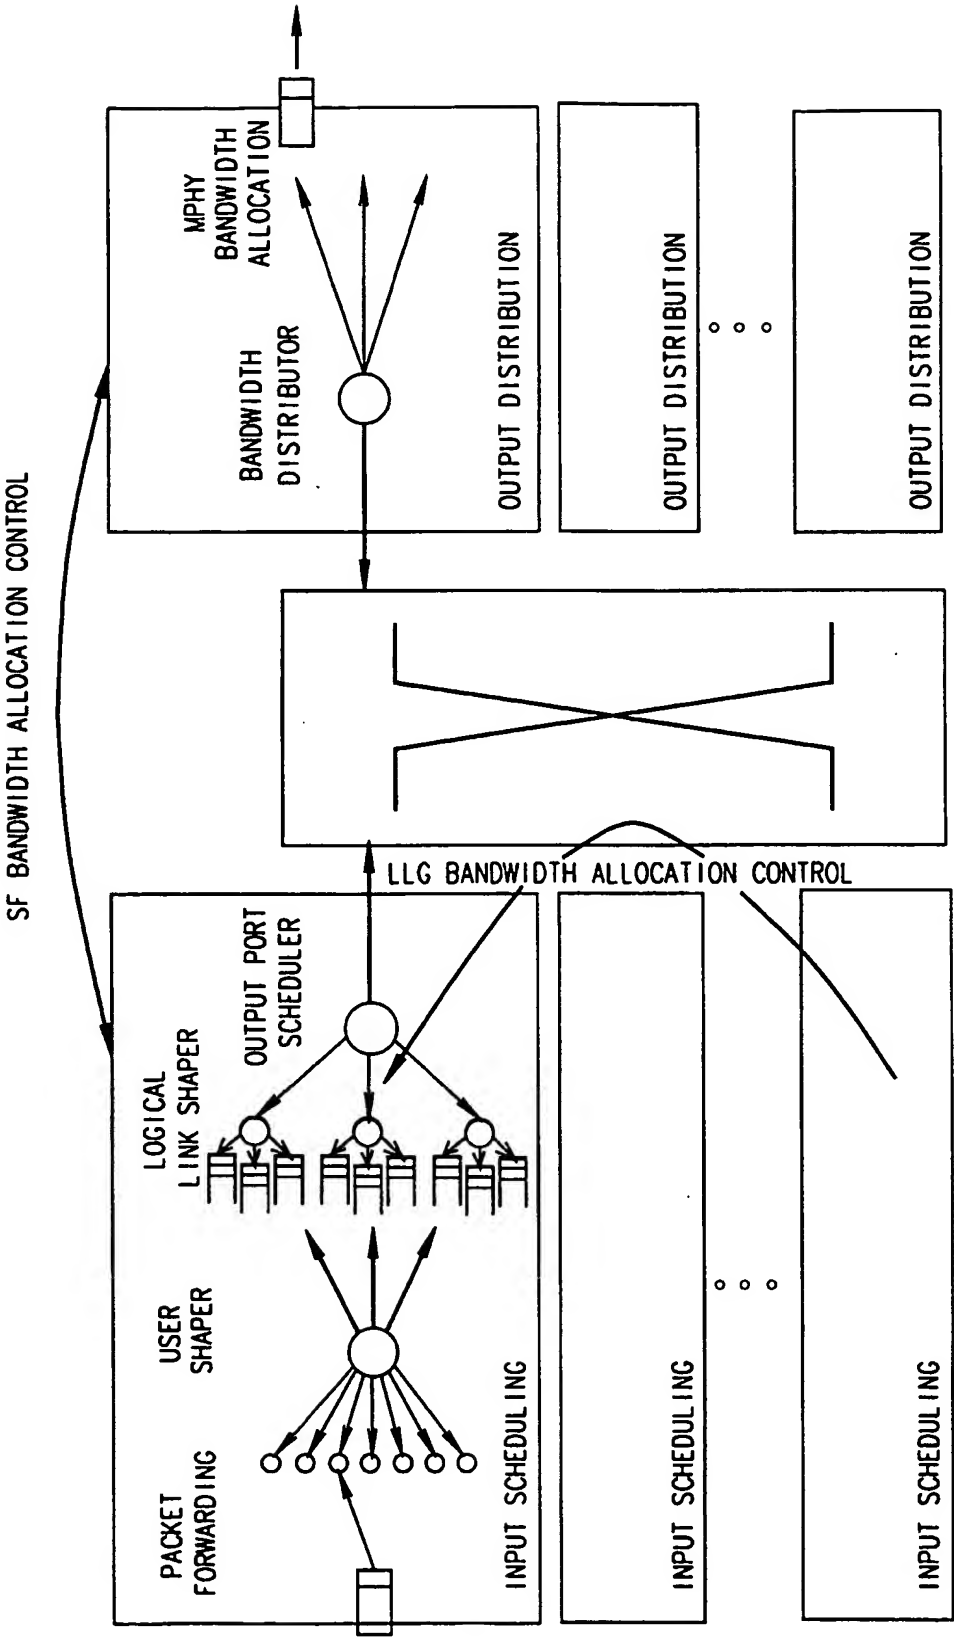 SF BANDWIDTH ALLOCATION CONTROL
PACKET
FORWARDING
USER
SHAPER
LOGICAL
LINK SHAPER
OUTPUT PORT
SCHEDULER
INPUT SCHEDULING
INPUT SCHEDULING
INPUT SCHEDULING
LLG BANDWIDTH ALLOCATION CONTROL
BANDWIDTH
DISTRIBUTOR
MPHY
BANDWIDTH
ALLOCATION
OUTPUT DISTRIBUTION
OUTPUT DISTRIBUTION
OUTPUT DISTRIBUTION